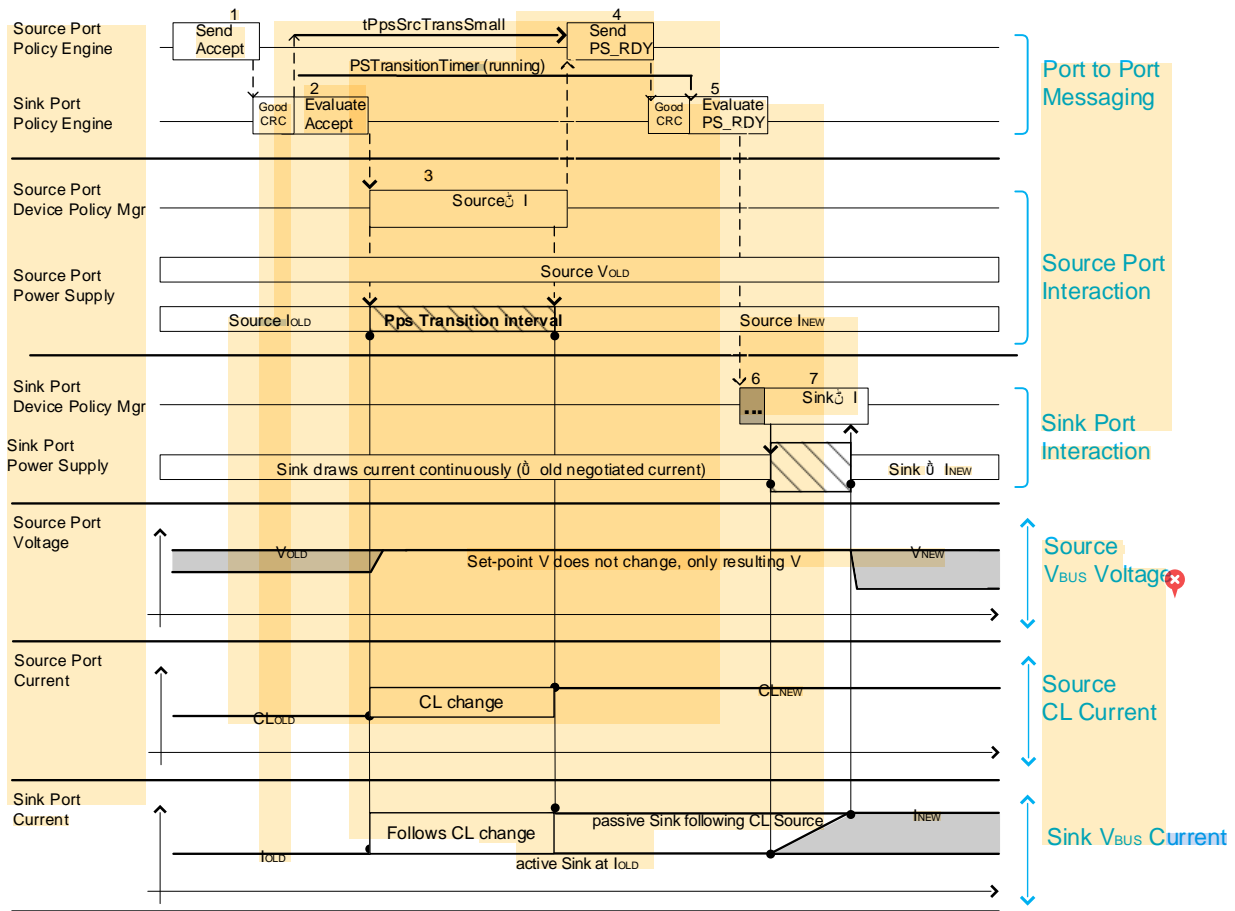 1
Source Port
Policy Engine
Send
Accept
tPpsSrcTransSmall
4
Send
PS_RDY
PSTransitionTimer (running)
Port to Port
Messaging
Sink Port
Policy Engine
Good
CRC
2
Evaluate
Accept
Good
CRC
5
Evaluate
PS_RDY
Source Port
Device Policy Mgr
3
Source I
Source Port
Interaction
Source Port
Power Supply
Source VOLD
Source IOLD
Pps Transition interval
Source INEW
Sink Port
Device Policy Mgr
6
...
7
Sink I
Sink Port
Interaction
Sink Port
Power Supply
Sink draws current continuously ( old negotiated current)
Sink INEW
Source Port
Voltage
VOLD
Set-point V does not change, only resulting V
VNEW
Source
VBUS Voltage
Source Port
Current
CLOLD
CL change
CLNEW
Source
CL Current
Sink Port
Current
IOLD
Follows CL change
passive Sink following CL Source
active Sink at IOLD
INEW
Sink VBUS Current